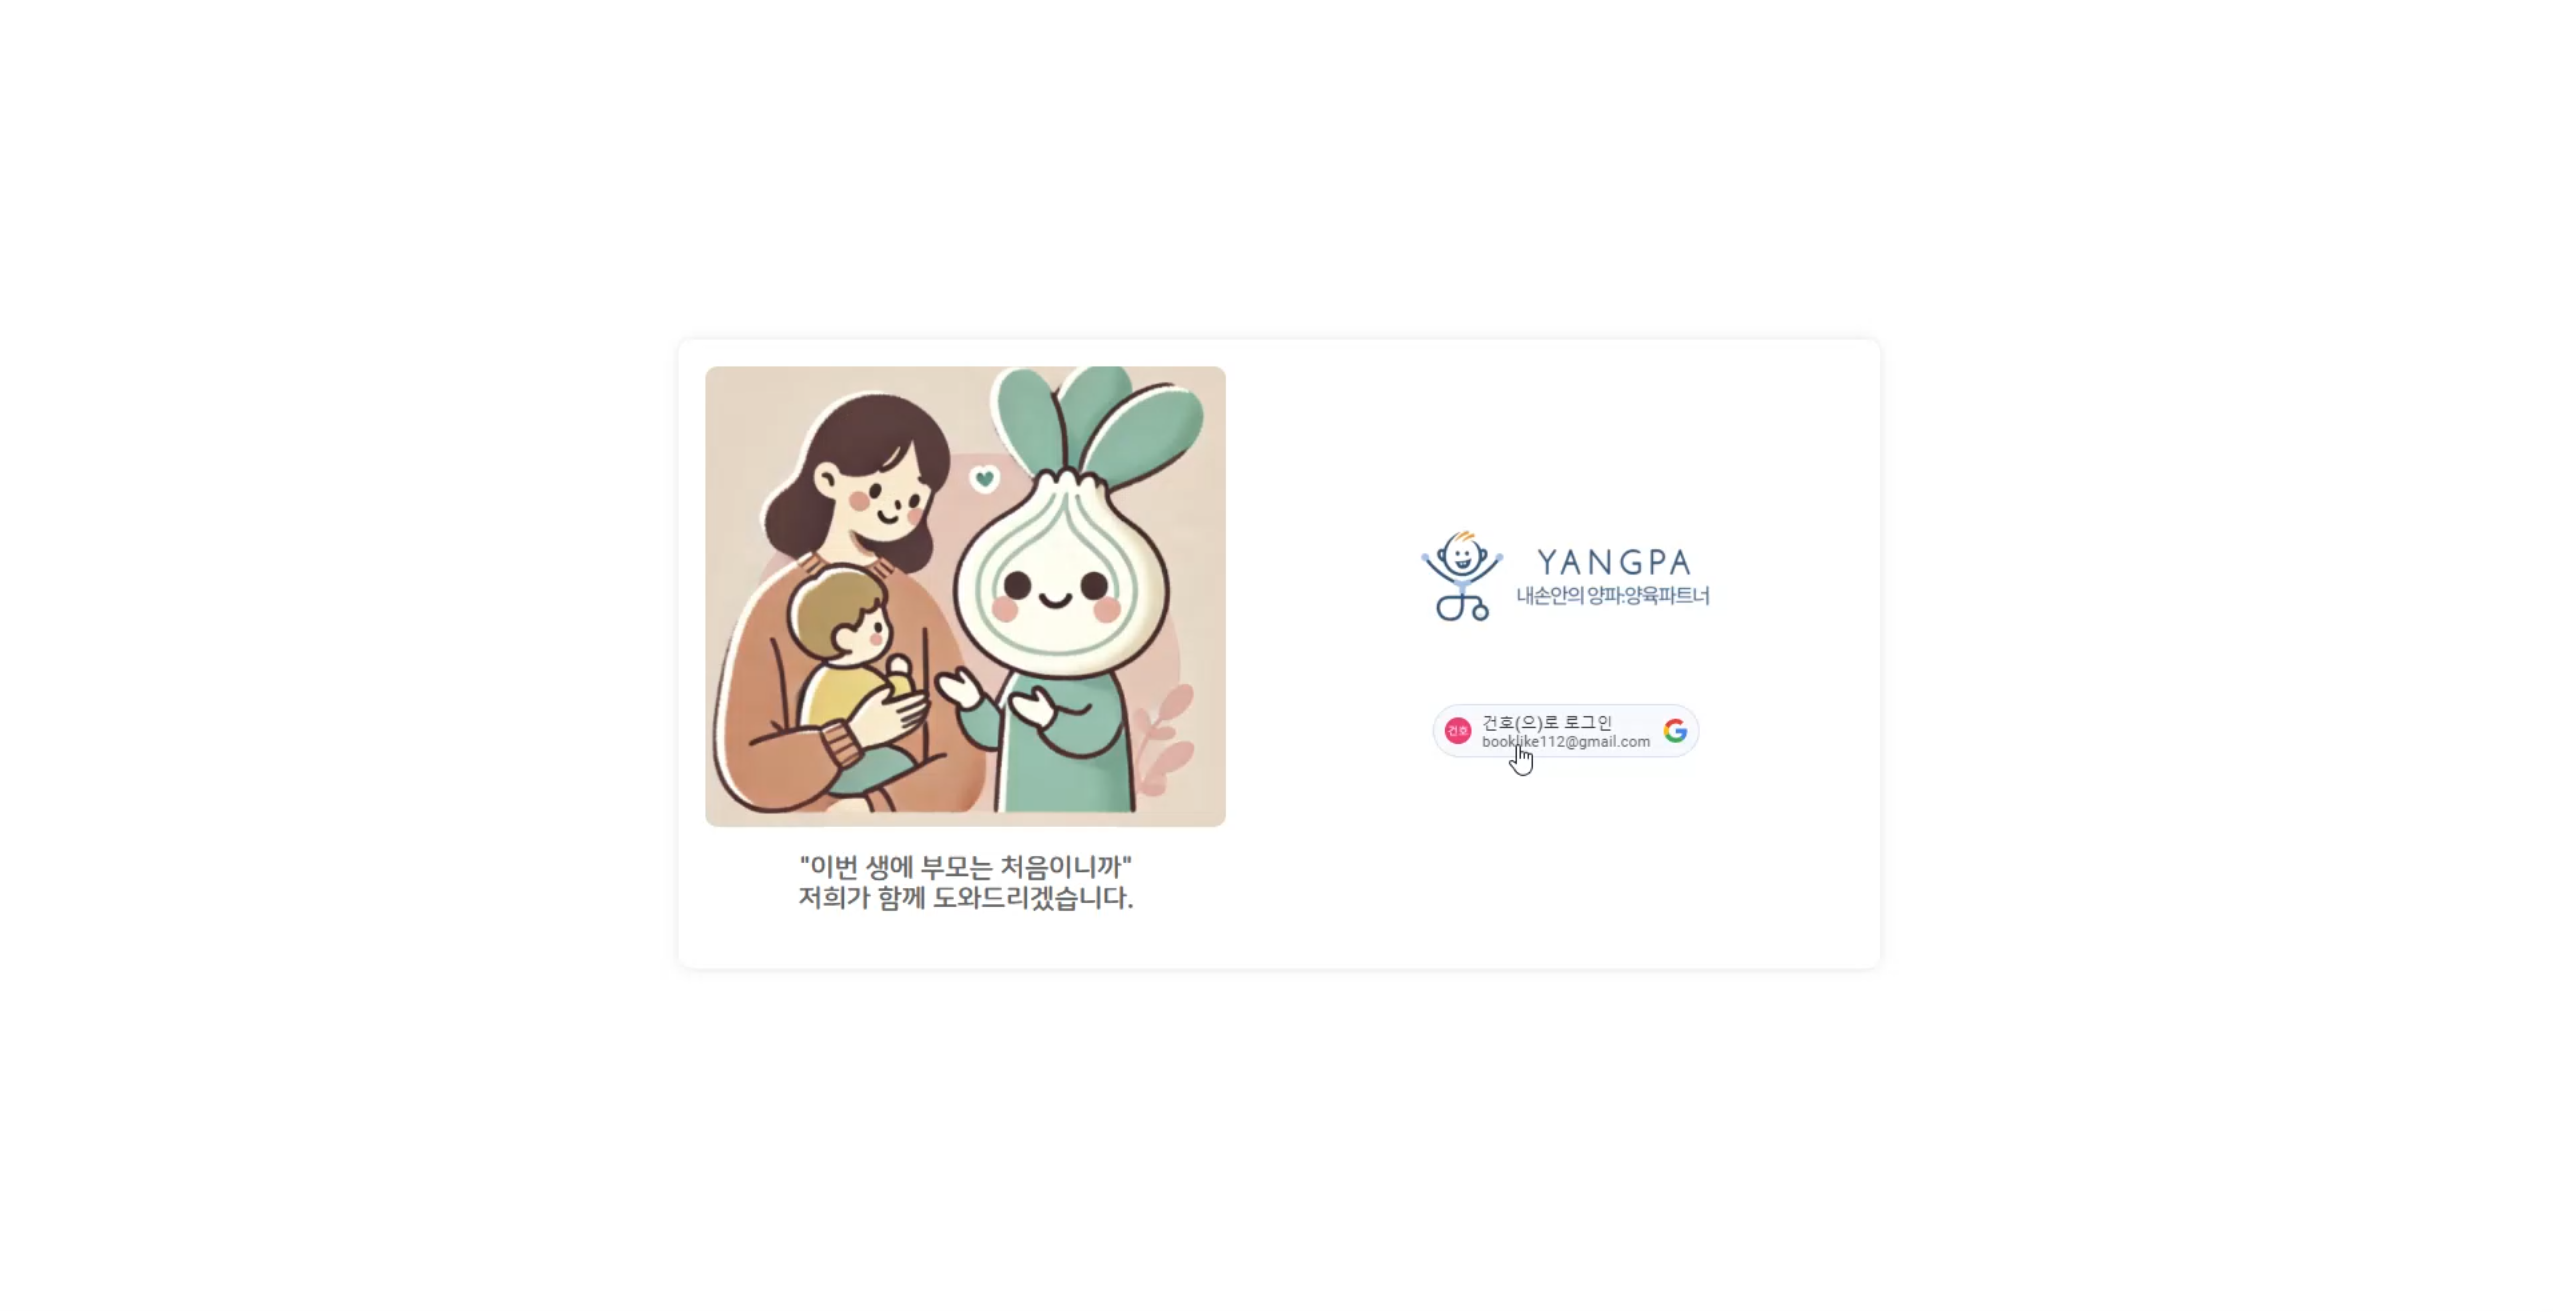 YANGPA
내손안의 양파:양육파트너
건호
건호(으)로 로그인
booklike112@gmail.com
"이번 생에 부모는 처음이니까"
저희가 함께 도와드리겠습니다.